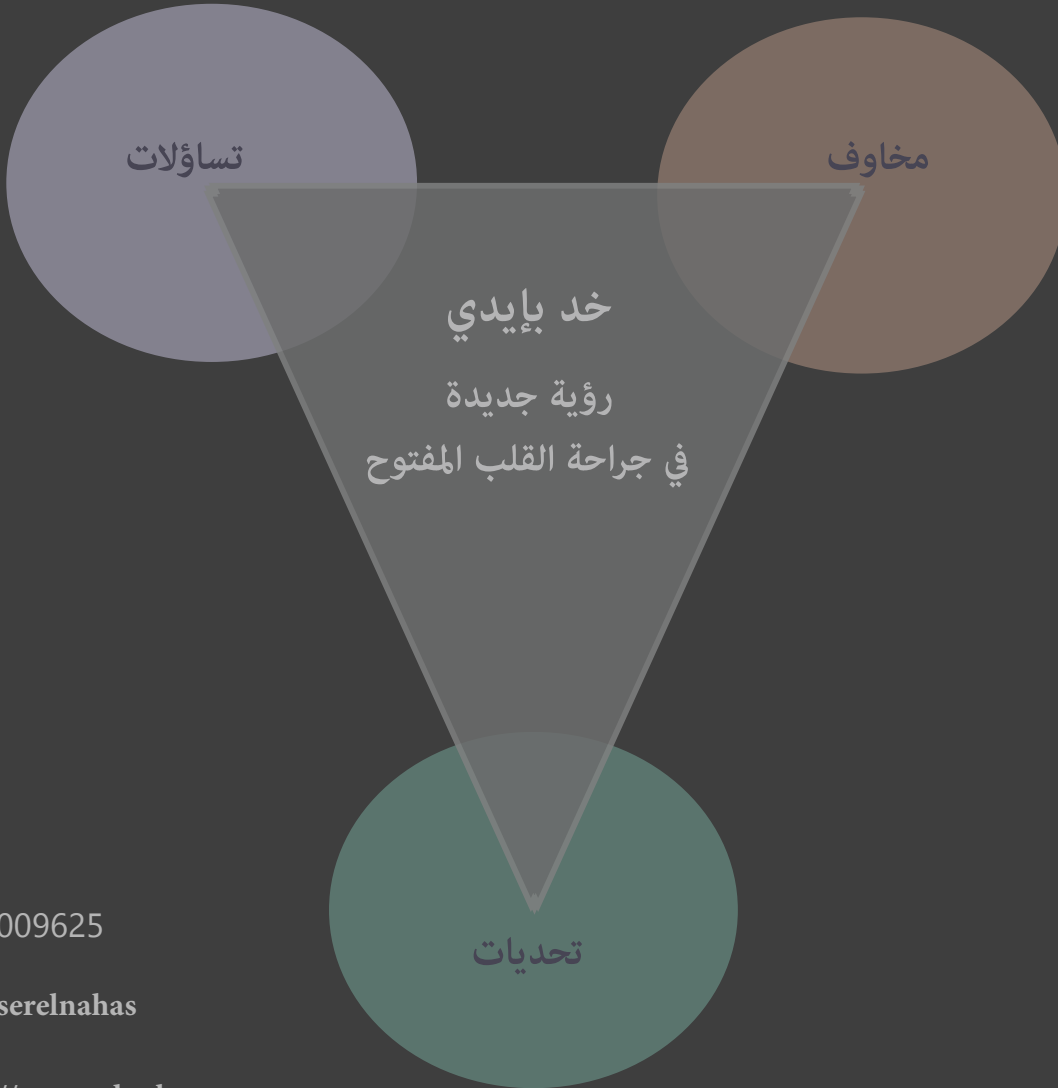 مخاوف
تساؤلات
خد بإيدي
رؤية جديدة
في جراحة القلب المفتوح
تحديات
009625
serelnahas